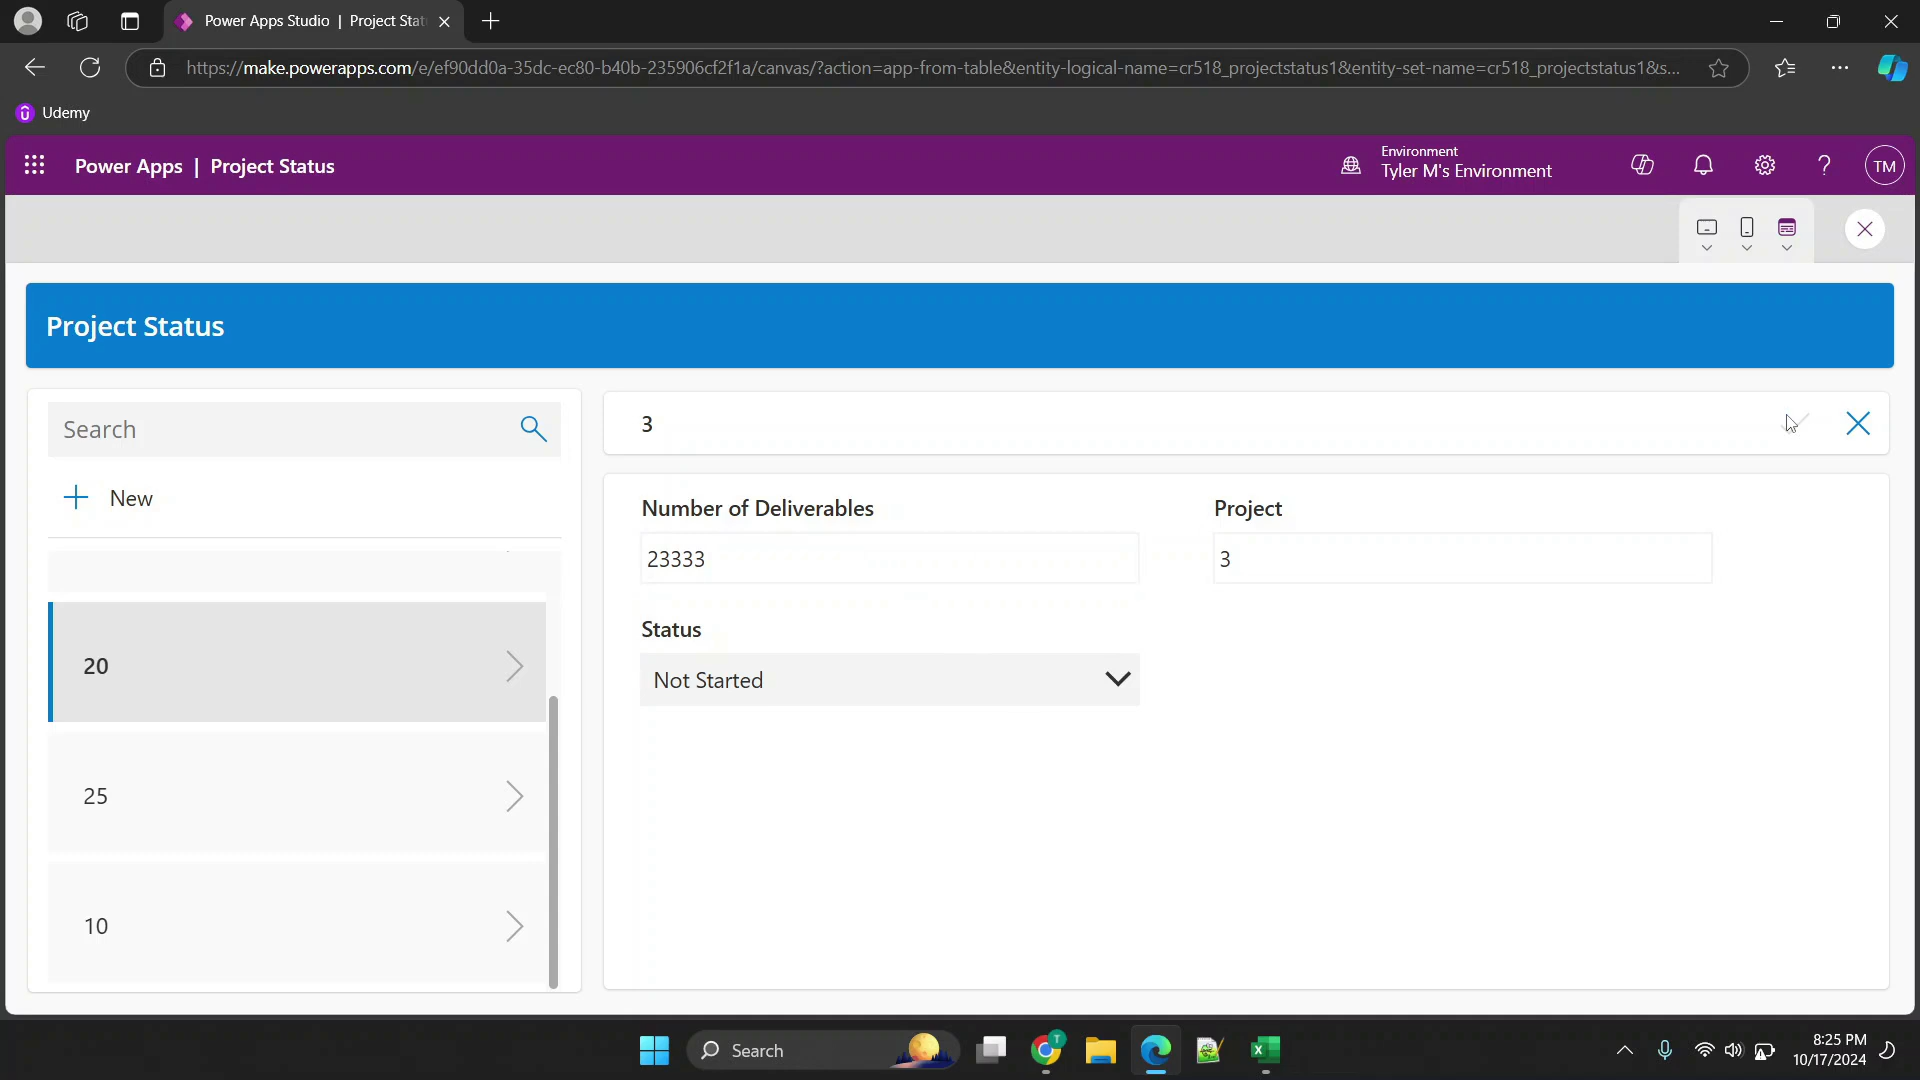 Power Apps Studio | Project Stat
https://make.powerapps.com/e/ef90dd0a-35dc-ec80-b40b-235906cf2f1a/canvas/?action=app-from-table&entity-logical-name=cr518_projectstatus1&entity-set-name=cr518_projectstatus1&s...
Udemy
Power Apps | Project Status
Environment
Tyler M's Environment
TM
Project Status
Search
New
20
25
10
3
Number of Deliverables
Project
23333
3
Status
Not Started
Search
T
8:25 PM
10/17/2024